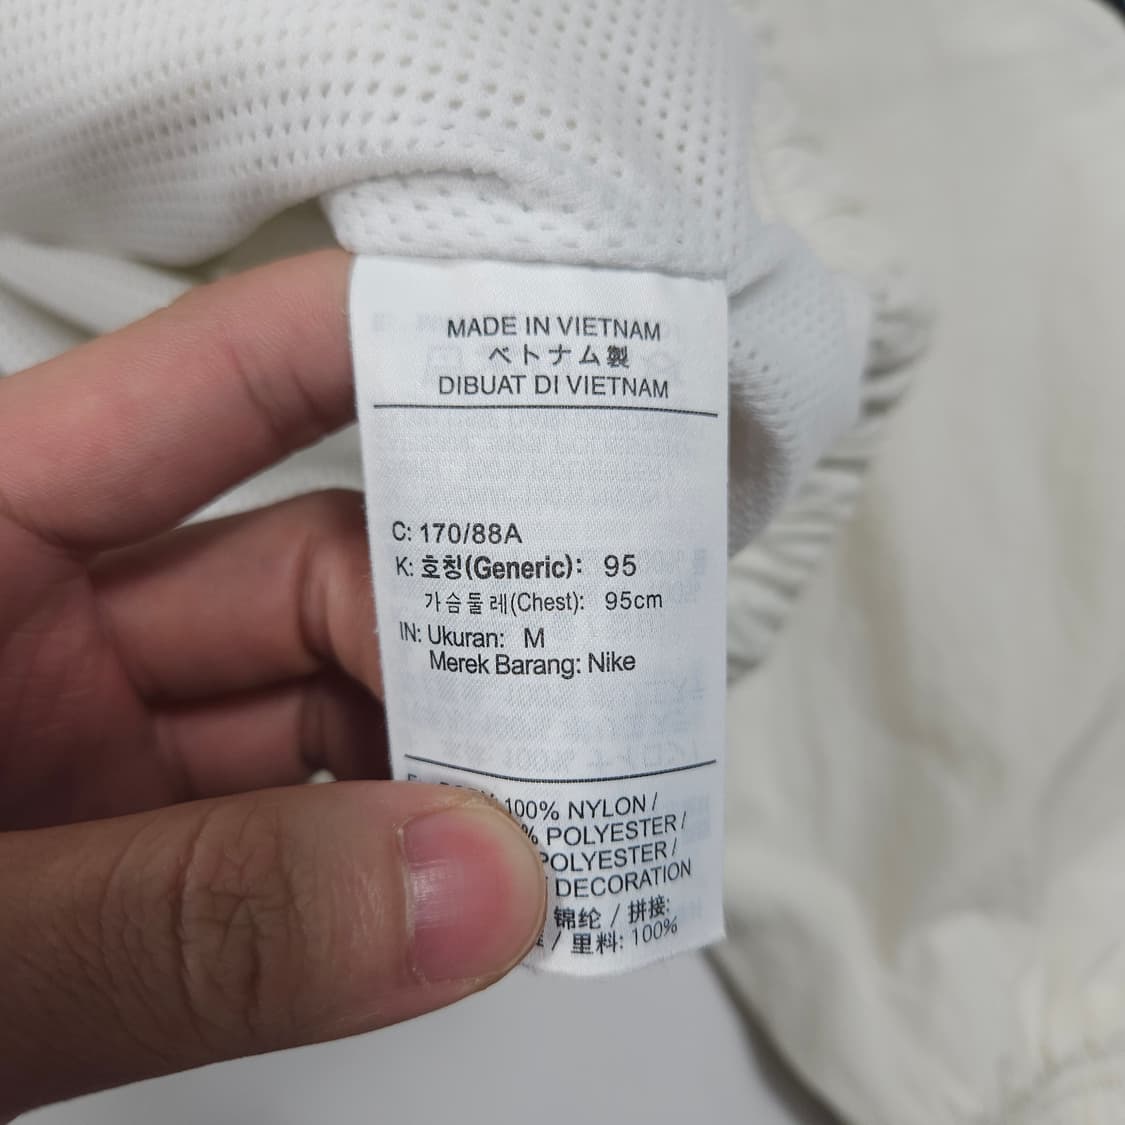 MADE IN VIETNAM
ベトナム製
DIBUAT DI VIETNAM
C: 170/88A
K: 호칭(Generic): 95
가슴둘레(Chest): 95cm
IN: Ukuran: M
Merek Barang: Nike
100% NYLON /
% POLYESTER /
POLYESTER /
DECORATION
锦纶 / 拼接:
/ 里料: 100%